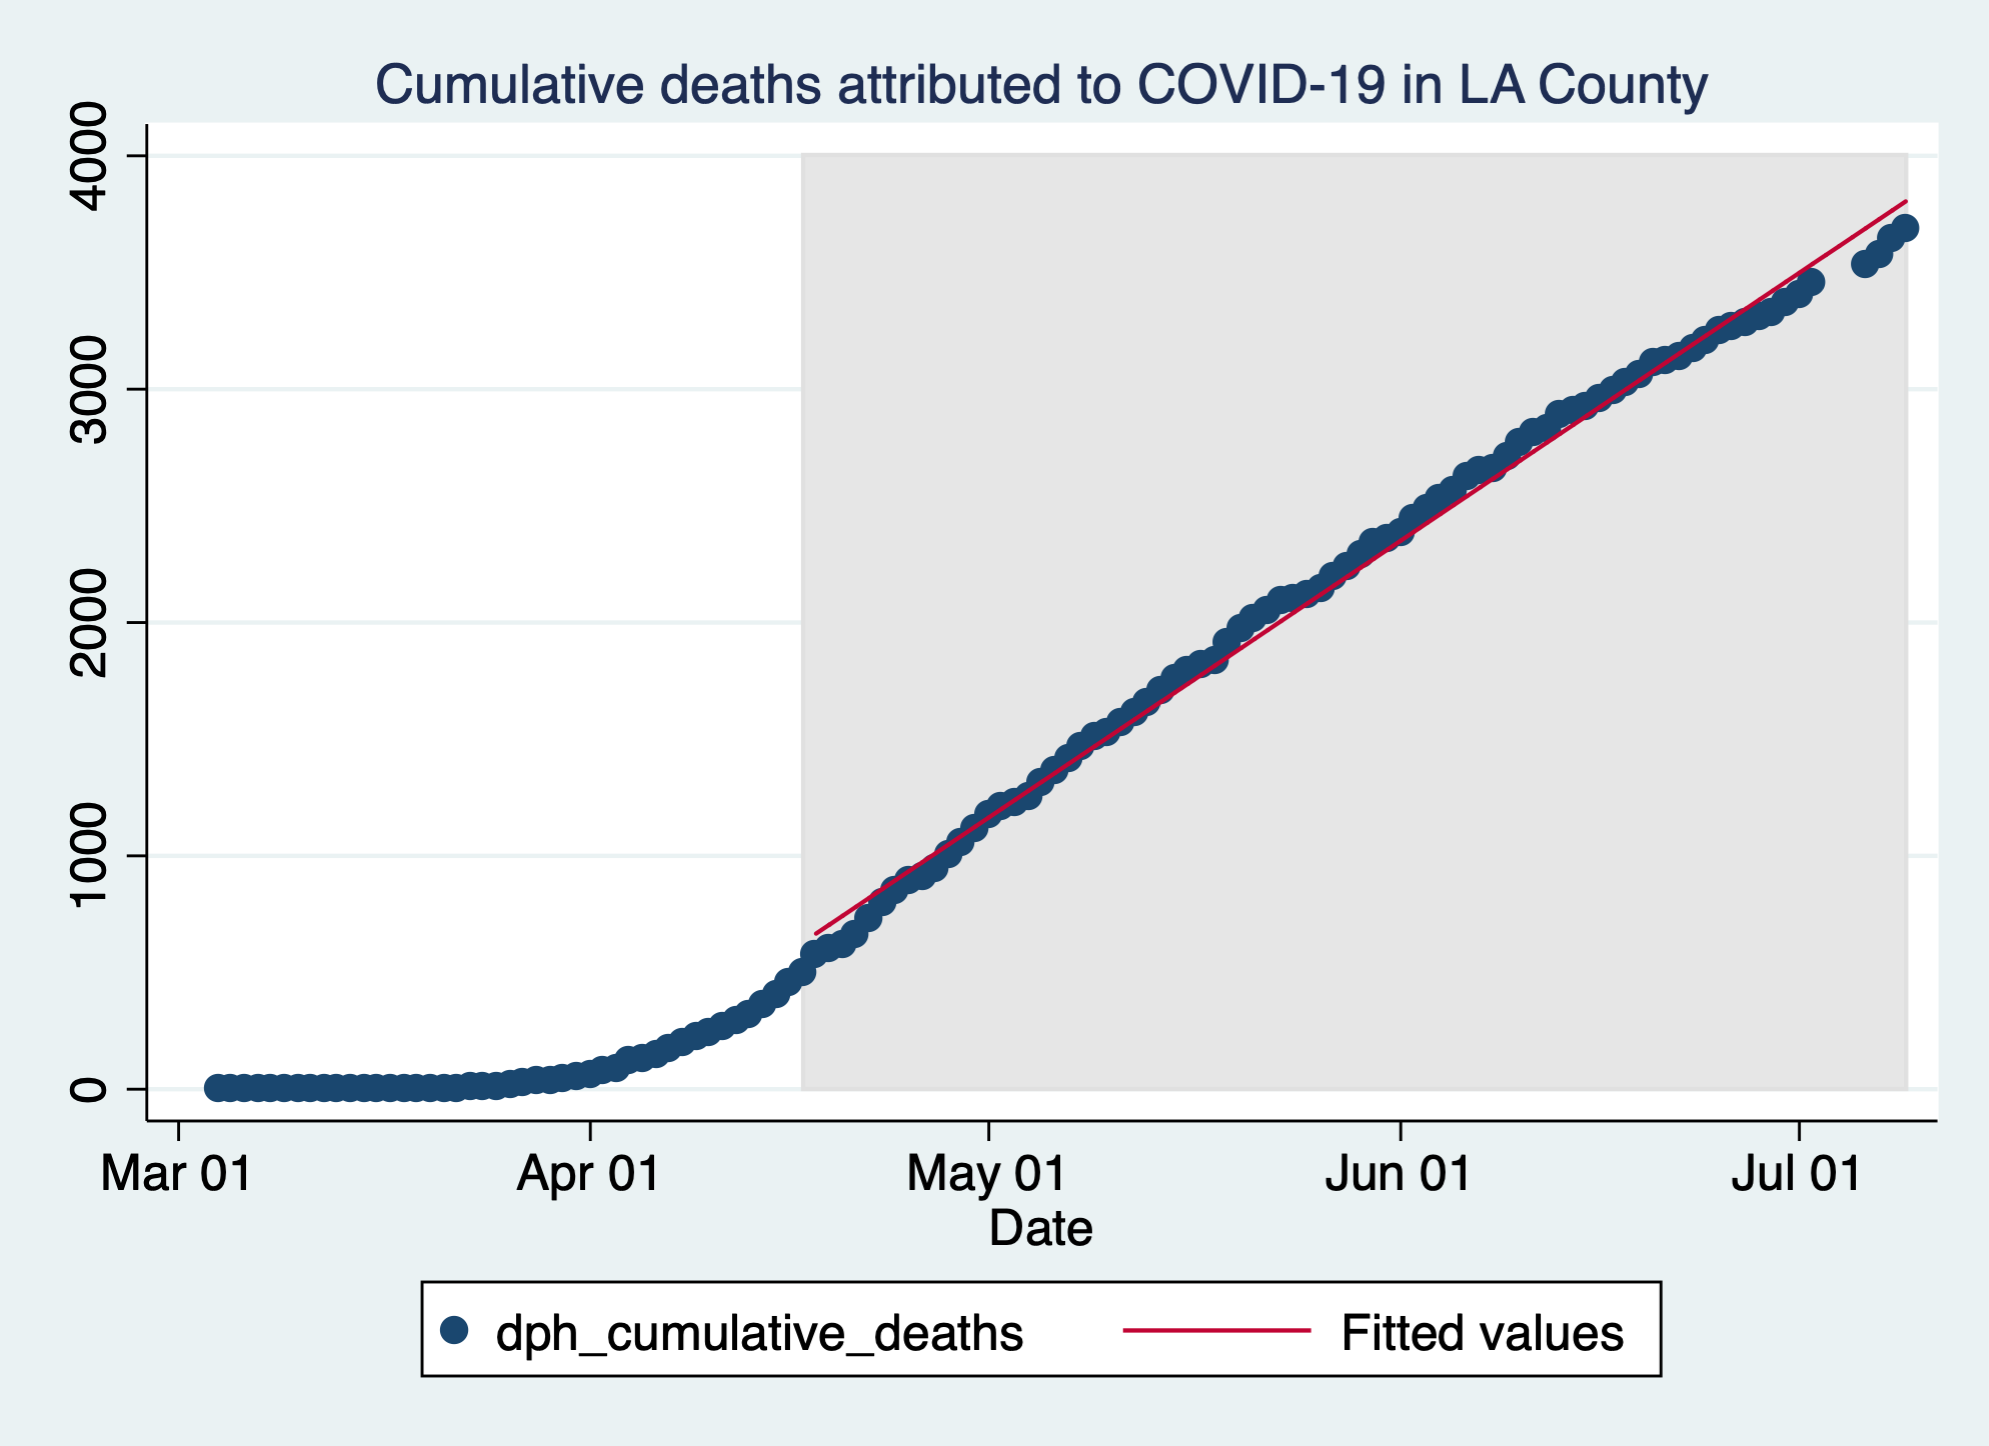 Cumulative deaths attributed to COVID-19 in LA County
4000
3000
2000
1000
0
Mar 01 Apr 01 May 01 Jun 01 Jul 01
Date
dph_cumulative_deaths Fitted values